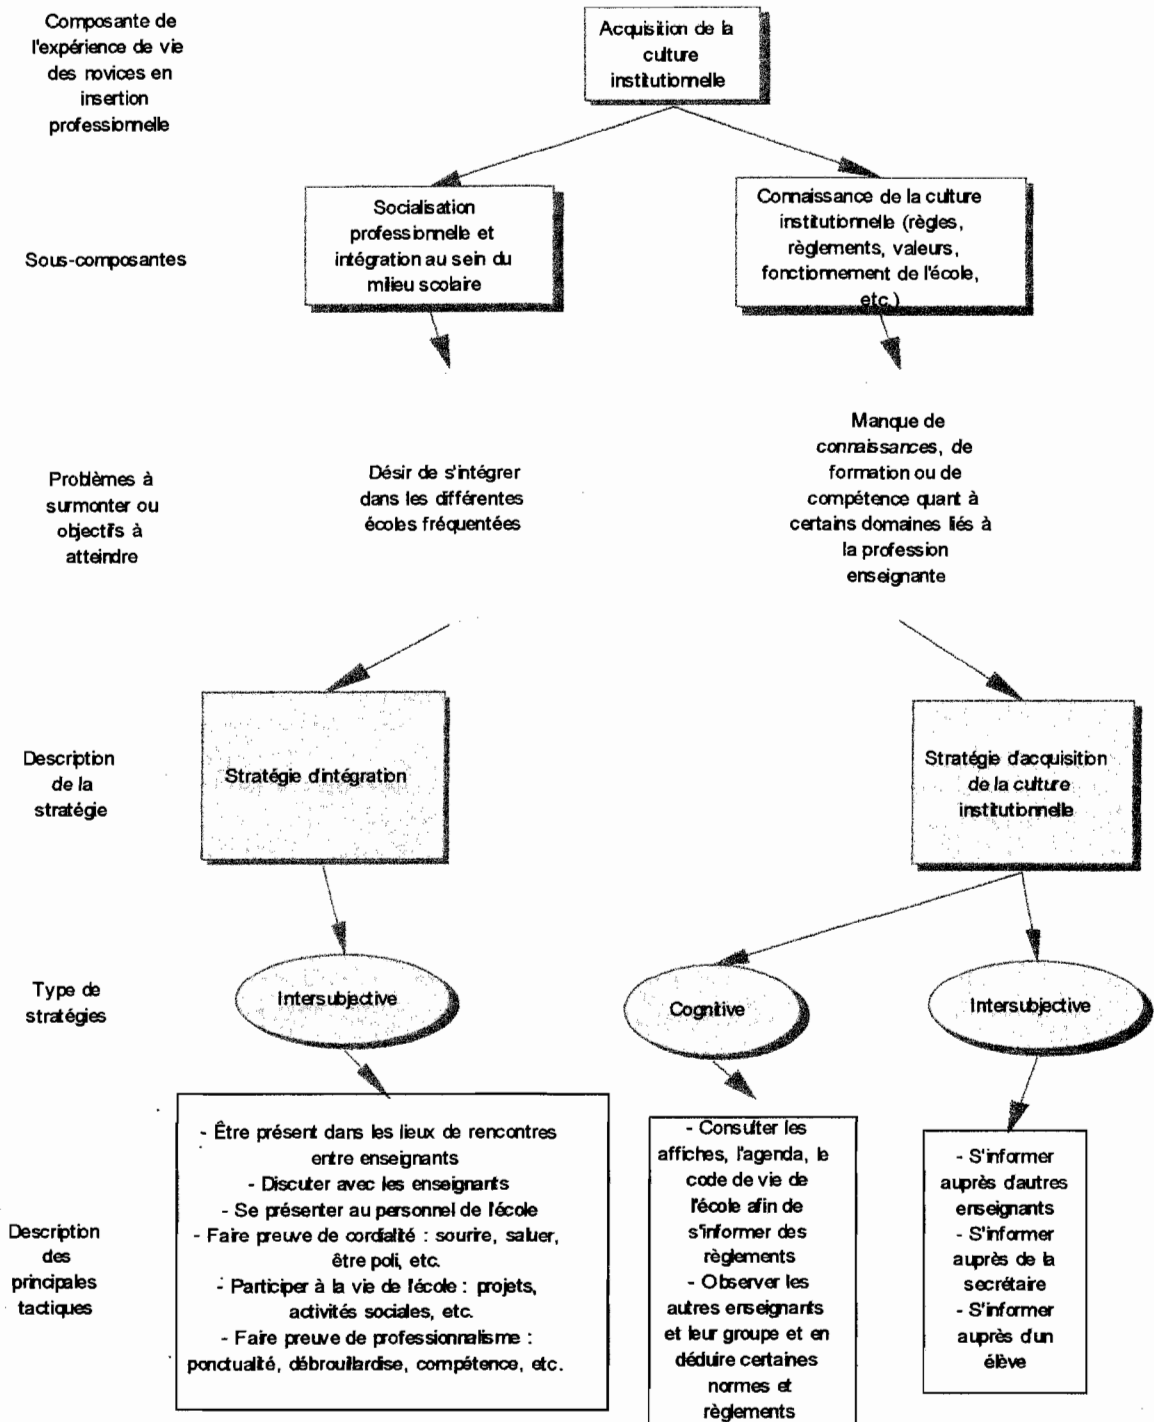 Composante de
l'expérience de vie
des novices en
insertion
professionnelle
Acquisition de la
culture
institutionnelle
Sous-composantes
Socialisation
professionnelle et
intégration au sein du
milieu scolaire
Connaissance de la culture
institutionnelle (règles,
règlements, valeurs,
fonctionnement de l'école,
etc.)
Problèmes à
surmonter ou
objectifs à
atteindre
Désir de s'intégrer
dans les différentes
écoles fréquentées
Manque de
connaissances, de
formation ou de
compétence quant à
certains domaines liés à
la profession
enseignante
Description
de la
stratégie
Stratégie d'intégration
Stratégie d'acquisition
de la culture
institutionnelle
Type de
stratégies
Intersubjective
Cognitive
Intersubjective
Description
des
principales
tactiques
- Être présent dans les lieux de rencontres
entre enseignants
- Discuter avec les enseignants
- Se présenter au personnel de l'école
- Faire preuve de cordialité : sourire, saluer,
être poli, etc.
- Participer à la vie de l'école : projets,
activités sociales, etc.
- Faire preuve de professionnalisme :
ponctualité, débrouillardise, compétence, etc.
- Consulter les
affiches, l'agenda, le
code de vie de
l'école afin de
s'informer des
règlements
- Observer les
autres enseignants
et leur groupe et en
déduire certaines
normes et
règlements
- S'informer
auprès d'autres
enseignants
- S'informer
auprès de la
secrétaire
- S'informer
auprès d'un
élève